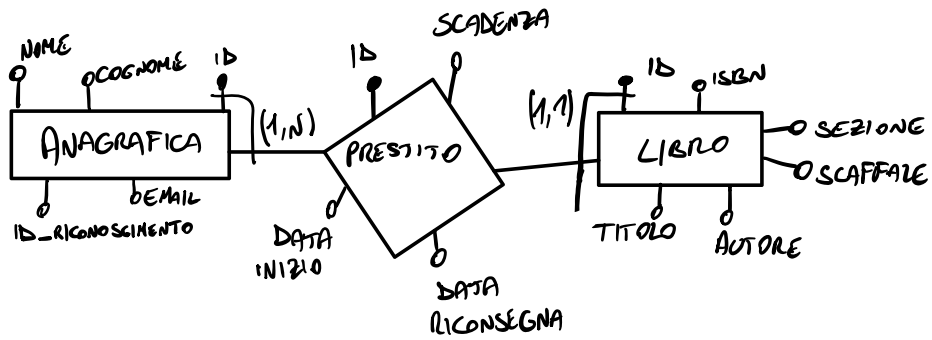 NOME
COGNOME
ID
ANAGRAFICA
ID_RICONOSCIMENTO
EMAIL
(1,N)
ID
SCADENZA
PRESTITO
DATA
INIZIO
DATA
RICONSEGNA
(1,1)
ID
ISBN
LIBRO
SEZIONE
SCAFFALE
TITOLO
AUTORE